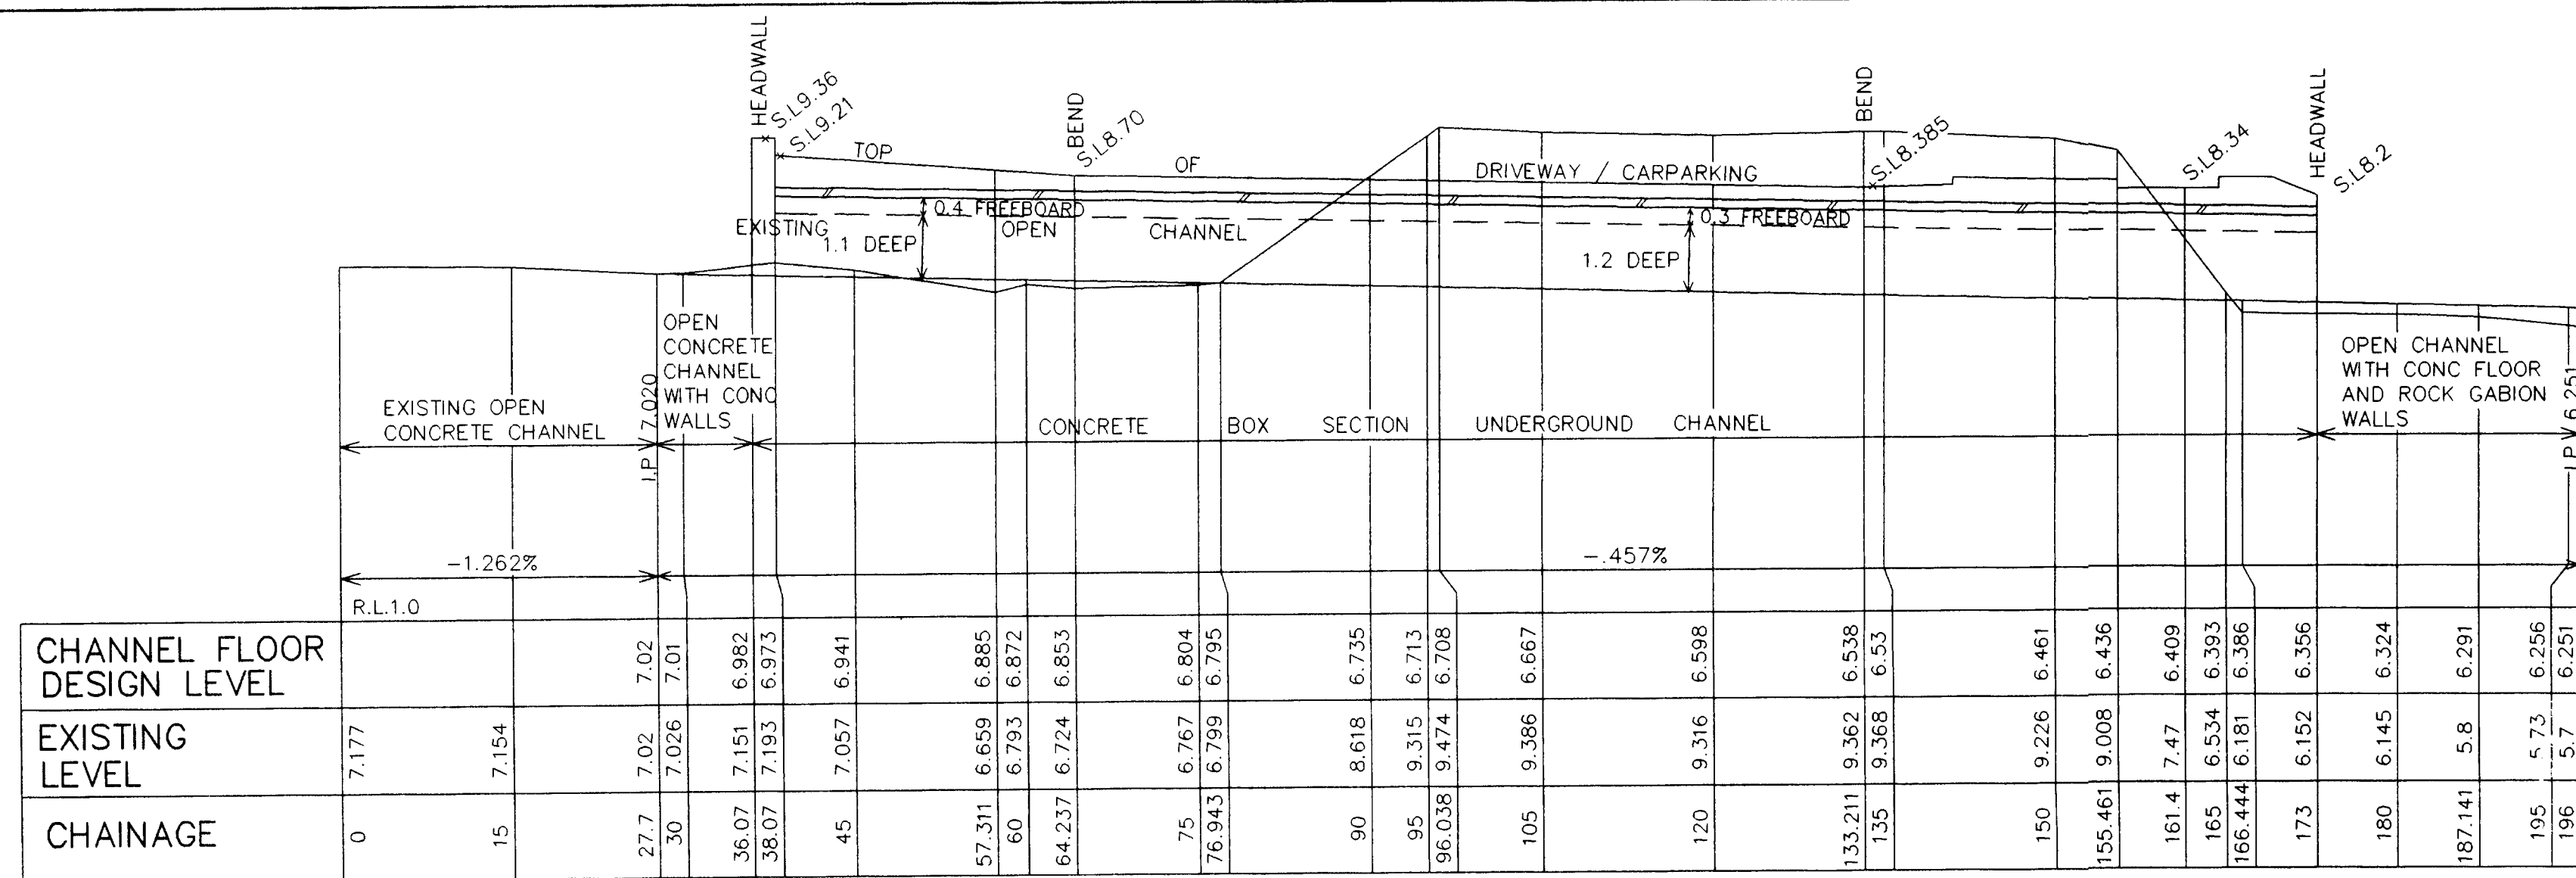 HEADWALL
S.L9.36
S.L9.21
BEND
S.L8.70
BEND
S.L8.385
S.L8.34
HEADWALL
S.L8.2
TOP OF DRIVEWAY / CARPARKING
0.4 FREEBOARD
0.3 FREEBOARD
EXISTING OPEN CHANNEL
1.1 DEEP
1.2 DEEP
EXISTING OPEN
CONCRETE CHANNEL
I.P 7.020
OPEN
CONCRETE
CHANNEL
WITH CONC
WALLS
CONCRETE BOX SECTION UNDERGROUND CHANNEL
OPEN CHANNEL
WITH CONC FLOOR
AND ROCK GABION
WALLS
I.P 6.251
-1.262%
-.457%
R.L.1.0
CHANNEL FLOOR
DESIGN LEVEL
7.02 7.01 6.982 6.973 6.941 6.885 6.872 6.853 6.804 6.795 6.735 6.713 6.708 6.667 6.598 6.538 6.53 6.461 6.436 6.409 6.393 6.386 6.356 6.324 6.291 6.256 6.251
EXISTING
LEVEL
7.177 7.154 7.02 7.026 7.151 7.193 7.057 6.659 6.793 6.724 6.767 6.799 8.618 9.315 9.474 9.386 9.316 9.362 9.368 9.226 9.008 7.47 6.534 6.181 6.152 6.145 5.8 5.73 5.7
CHAINAGE
0 15 27.7 30 36.07 38.07 45 57.311 60 64.237 75 76.943 90 95 96.038 105 120 133.211 135 150 155.461 161.4 165 166.444 173 180 187.141 195 196